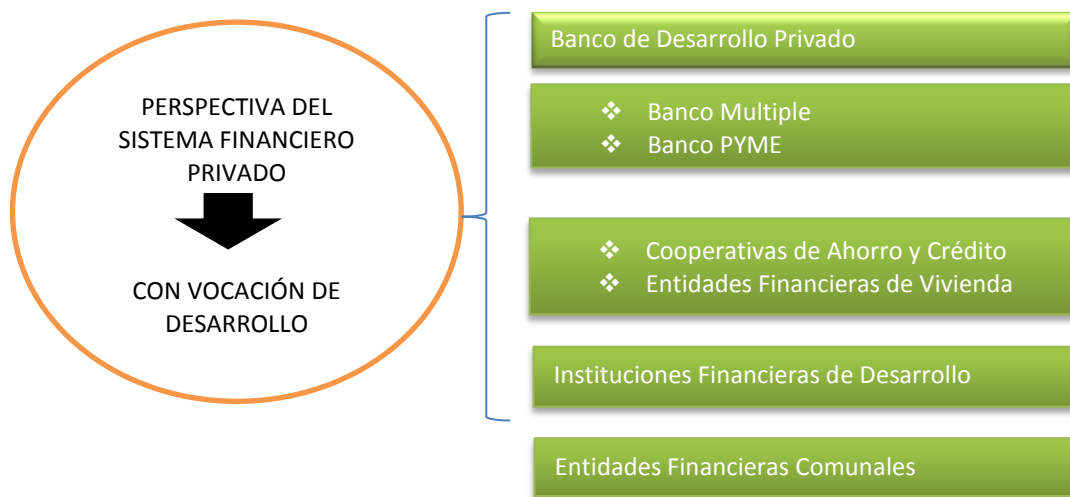 PERSPECTIVA DEL
SISTEMA FINANCIERO
PRIVADO
CON VOCACIÓN DE
DESARROLLO
Banco de Desarrollo Privado
❖ Banco Multiple
❖ Banco PYME
❖ Cooperativas de Ahorro y Crédito
❖ Entidades Financieras de Vivienda
Instituciones Financieras de Desarrollo
Entidades Financieras Comunales